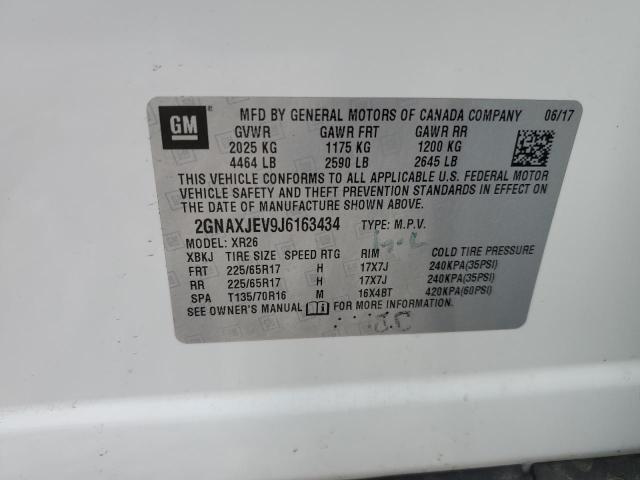 GM
MFD BY GENERAL MOTORS OF CANADA COMPANY 06/17
GVWR GAWR FRT GAWR RR
2025 KG 1175 KG 1200 KG
4464 LB 2590 LB 2645 LB
THIS VEHICLE CONFORMS TO ALL APPLICABLE U.S. FEDERAL MOTOR
VEHICLE SAFETY AND THEFT PREVENTION STANDARDS IN EFFECT ON
THE DATE OF MANUFACTURE SHOWN ABOVE.
2GNAXJEV9J6163434 TYPE: M.P.V.
MODEL: XR26
XBKJ TIRE SIZE SPEED RTG RIM COLD TIRE PRESSURE
FRT 225/65R17 H 17X7J 240KPA(35PSI)
RR 225/65R17 H 17X7J 240KPA(35PSI)
SPA T135/70R16 M 16X4BT 420KPA(60PSI)
SEE OWNER'S MANUAL FOR MORE INFORMATION.